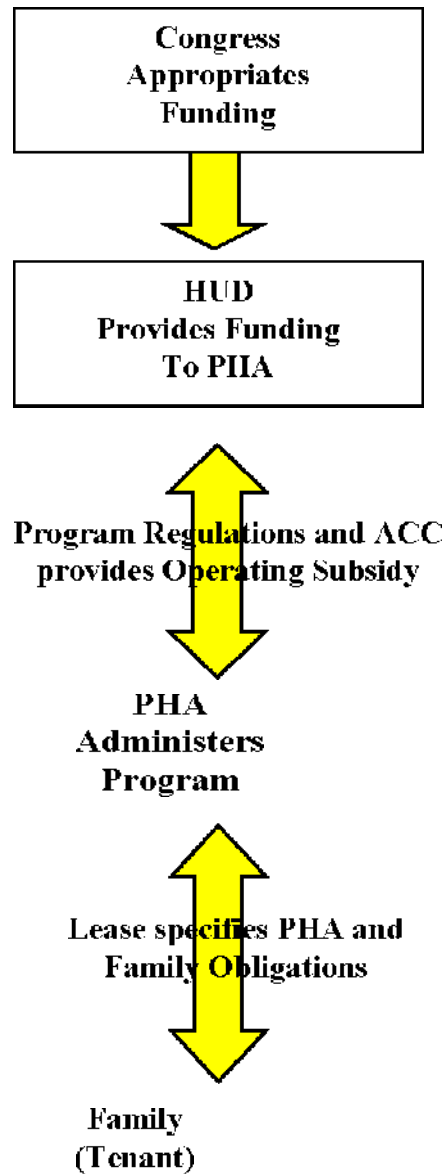 Congress
Appropriates
Funding
HUD
Provides Funding
To PHA
Program Regulations and ACC
provides Operating Subsidy
PHA
Administers
Program
Lease specifies PHA and
Family Obligations
Family
(Tenant)